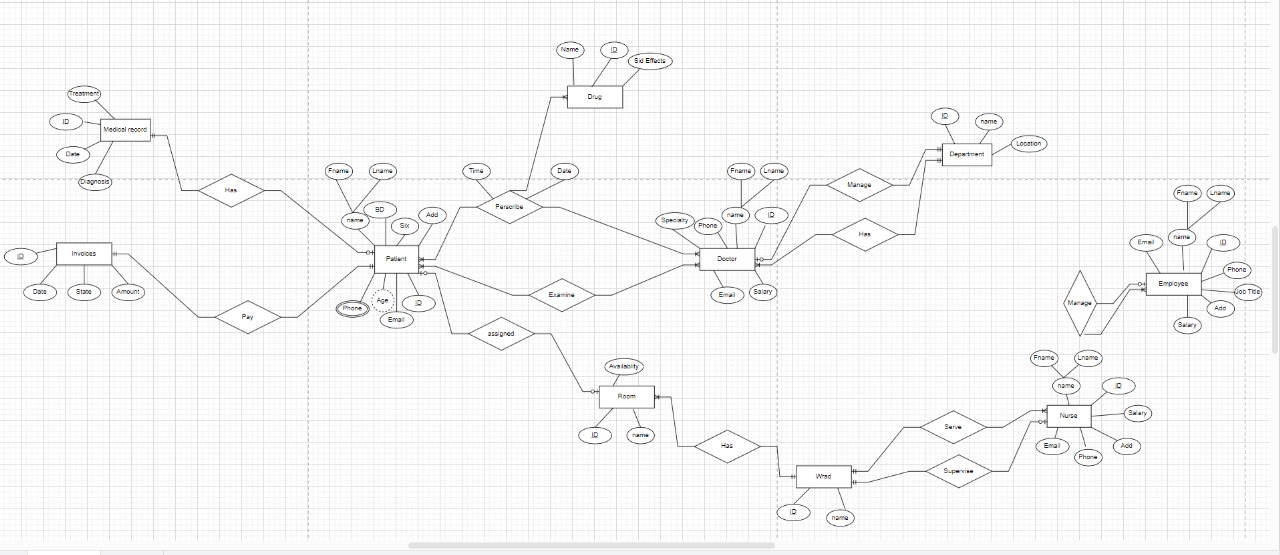 Name
ID
Sid Effects
Drug
Treatment
ID
Medical record
Date
Diagnosis
Has
Fname
Lname
name
BD
Six
Add
Patient
Phone
Age
Email
ID
Time
Date
Perscribe
Examine
assigned
Invoices
ID
Date
State
Amount
Pay
Fname
Lname
Specialty
Phone
name
ID
Doctor
Email
Salary
Manage
Has
ID
name
Department
Location
Fname
Lname
Email
name
ID
Phone
Employee
Job Title
Add
Salary
Manage
Availablity
Room
ID
name
Has
Wrad
ID
name
Serve
Supervise
Fname
Lname
name
ID
Nurse
Salary
Email
Phone
Add